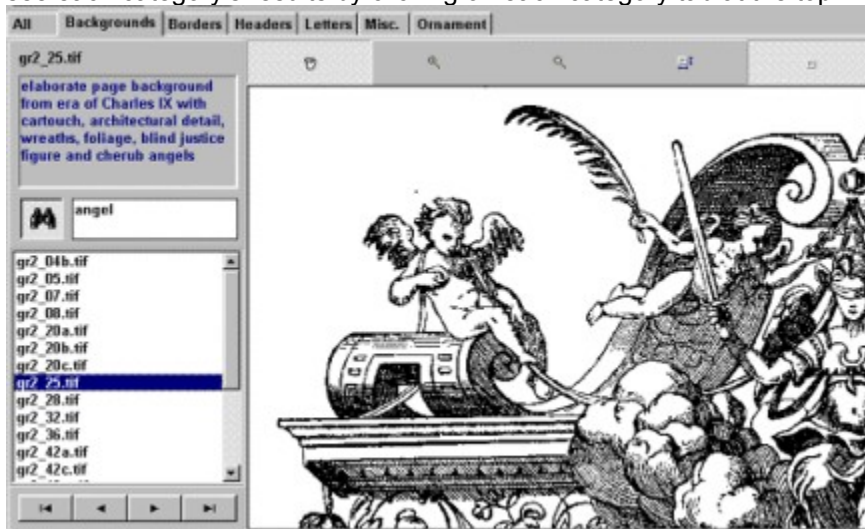 All Backgrounds Borders Headers Letters Misc. Ornament
gr2_25.tif
elaborate page background
from era of Charles IX with
cartouch, architectural detail,
wreaths, foliage, blind justice
figure and cherub angels
angel
gr2_04b.tif
gr2_05.tif
gr2_07.tif
gr2_08.tif
gr2_20a.tif
gr2_20b.tif
gr2_20c.tif
gr2_25.tif
gr2_28.tif
gr2_32.tif
gr2_36.tif
gr2_42a.tif
gr2_42c.tif